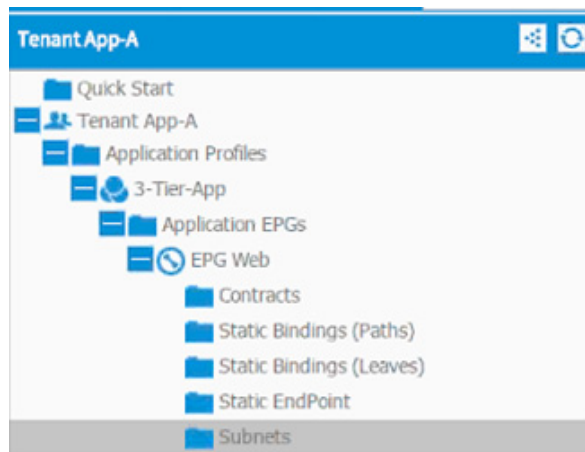 Tenant App-A
Quick Start
Tenant App-A
Application Profiles
3-Tier-App
Application EPGs
EPG Web
Contracts
Static Bindings (Paths)
Static Bindings (Leaves)
Static EndPoint
Subnets